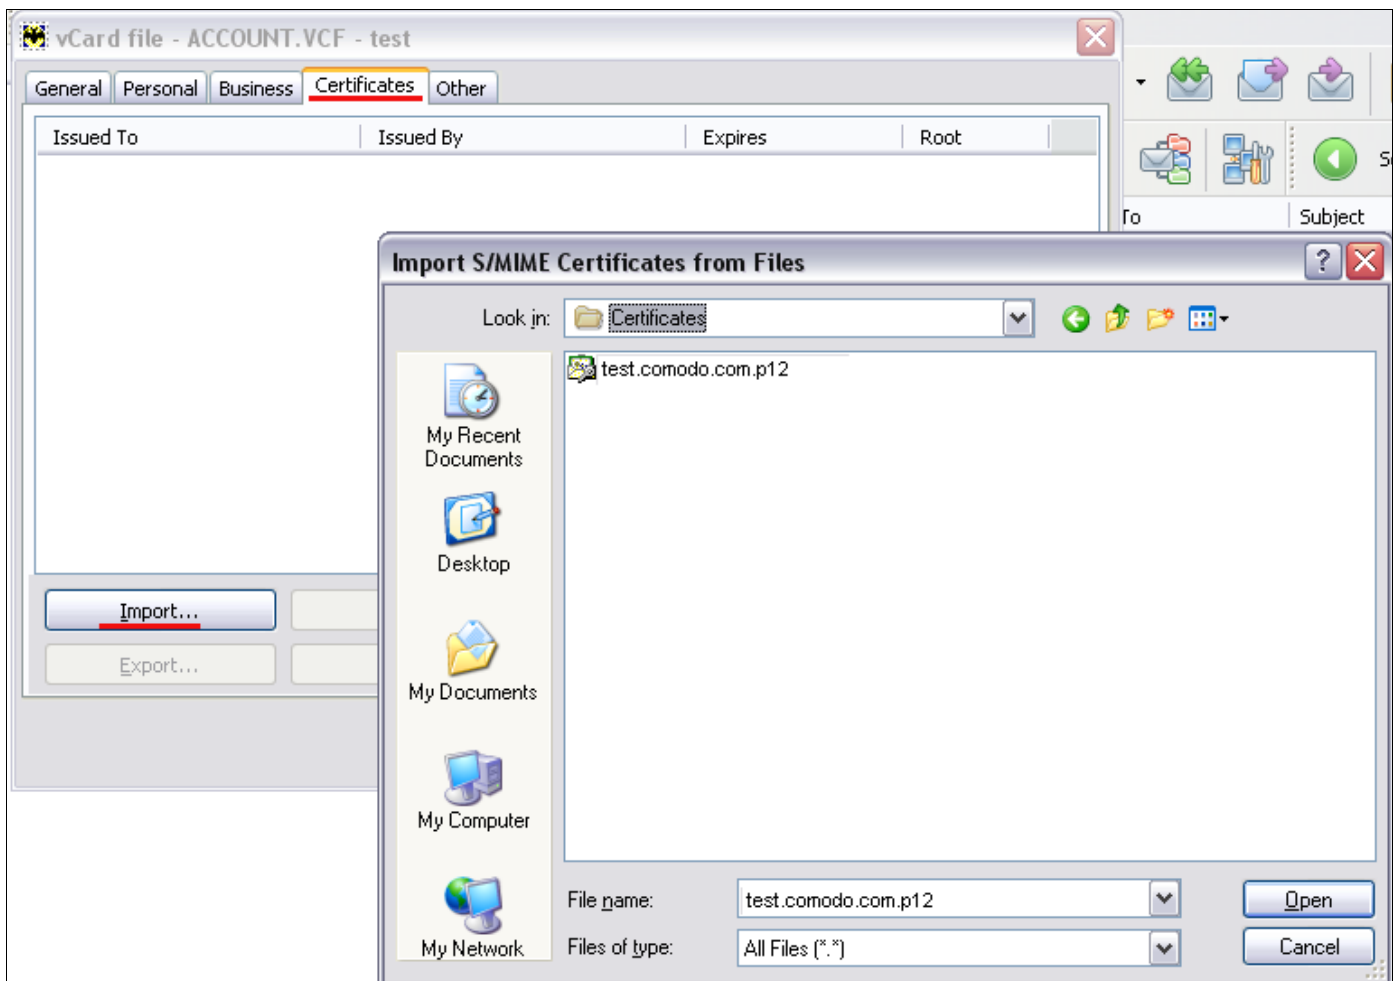 vCard file - ACCOUNT.VCF - test
General Personal Business Certificates Other
Issued To Issued By Expires Root
To Subject
Import S/MIME Certificates from Files
Look in: Certificates
test.comodo.com.p12
My Recent
Documents
Desktop
My Documents
My Computer
My Network
Import...
Export...
File name: test.comodo.com.p12 Open
Files of type: All Files (*.*) Cancel